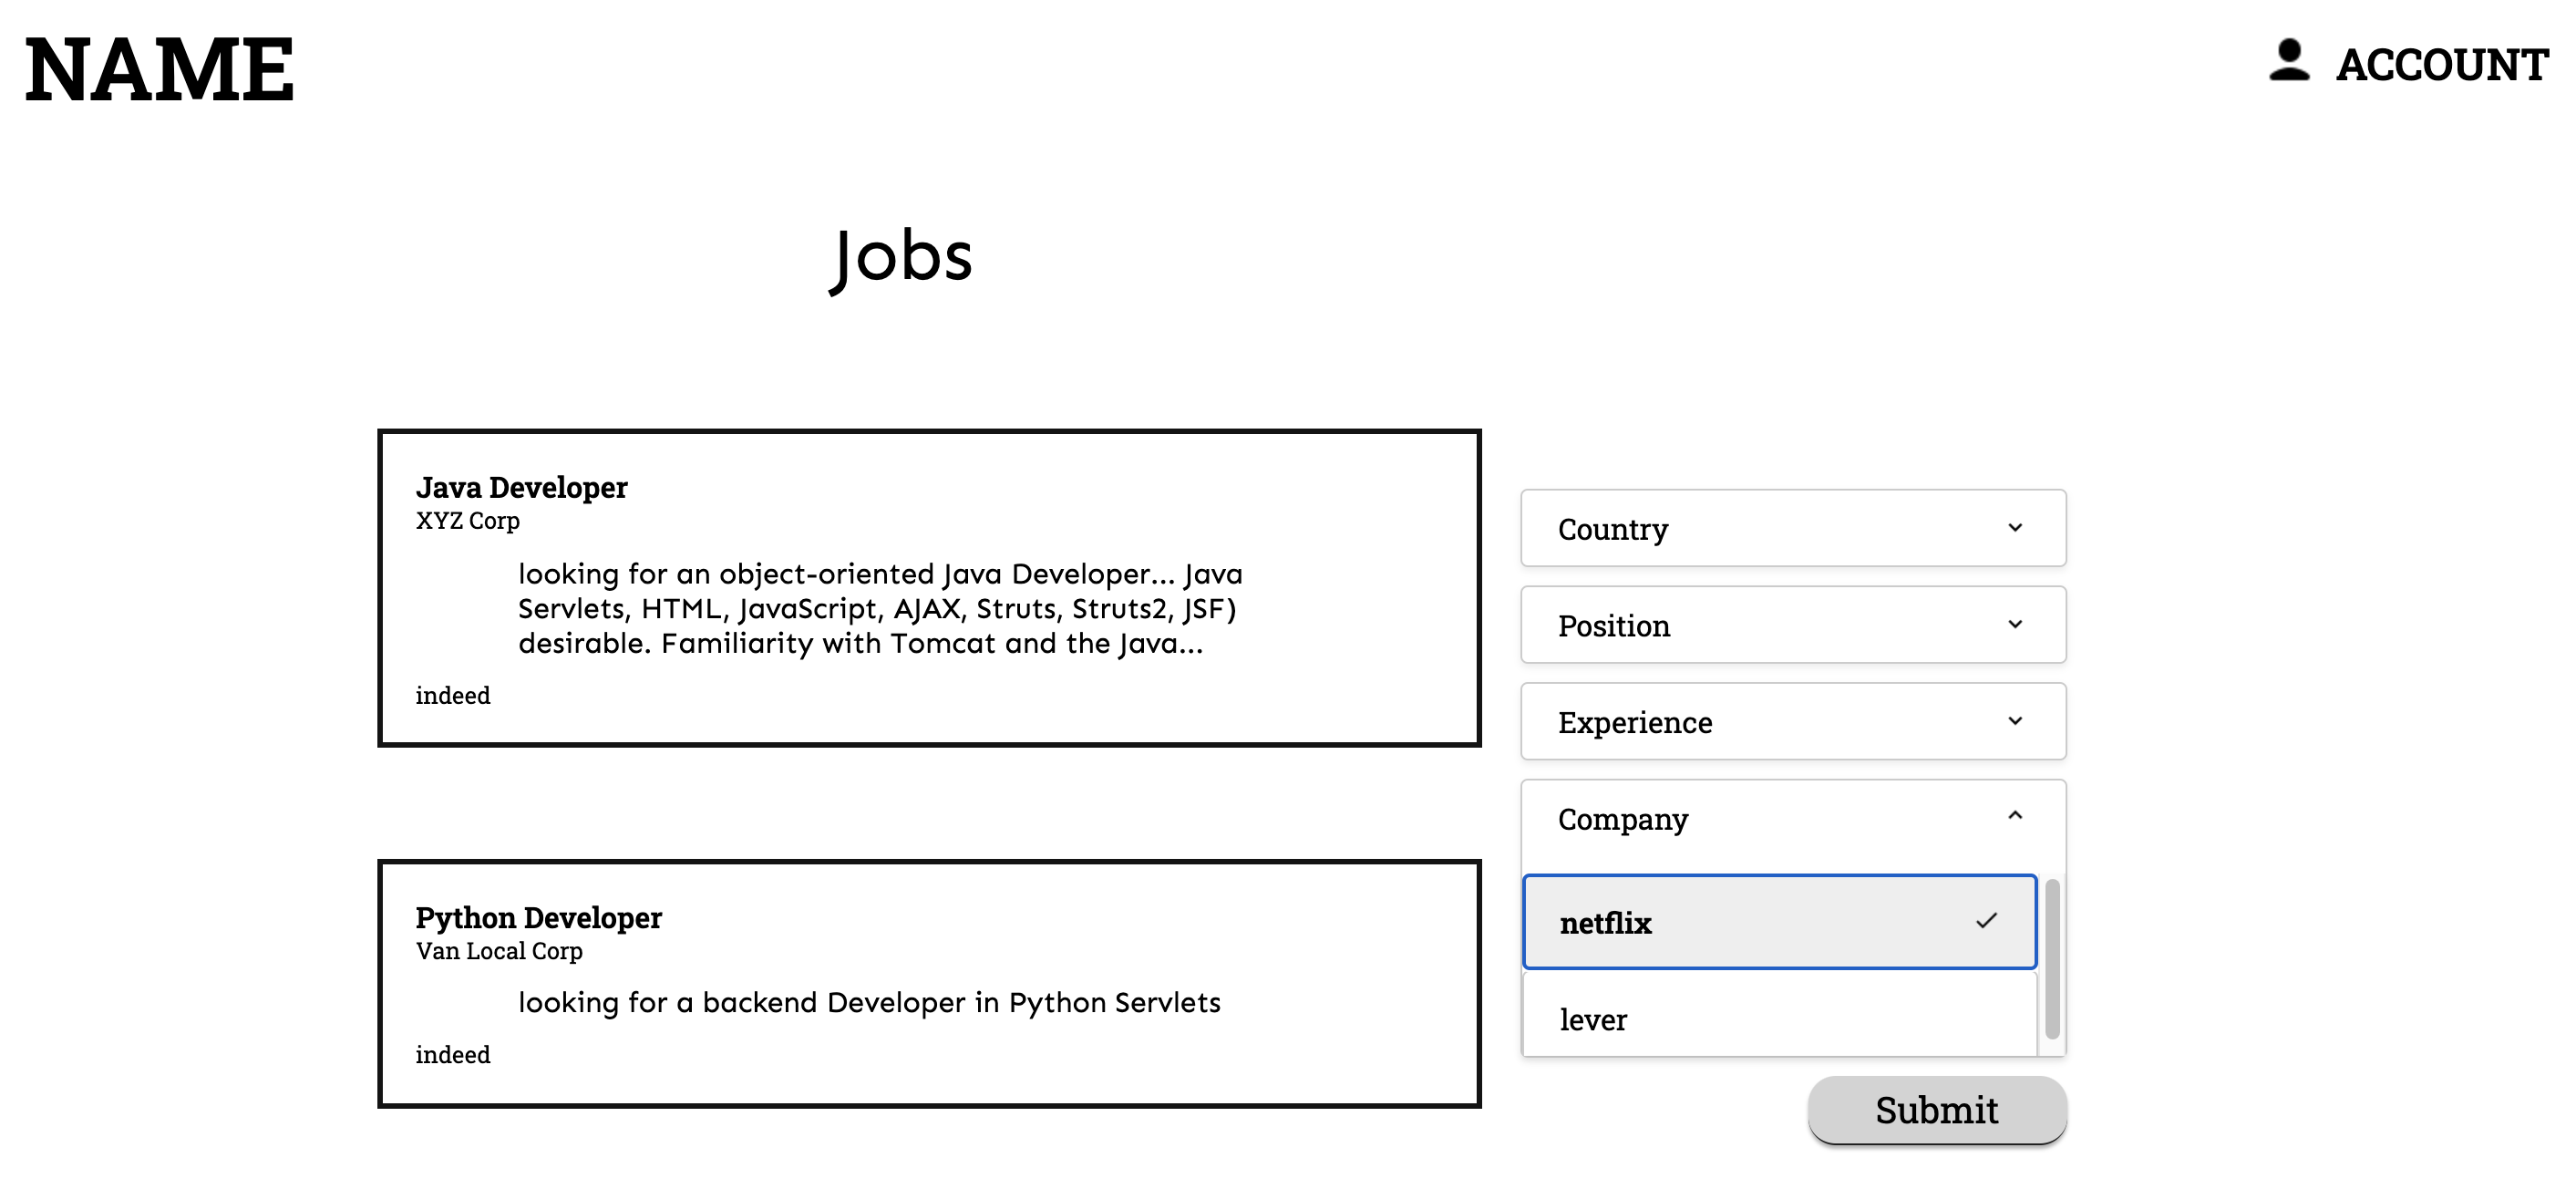 NAME
ACCOUNT
Jobs
Java Developer
XYZ Corp
looking for an object-oriented Java Developer... Java
Servlets, HTML, JavaScript, AJAX, Struts, Struts2, JSF)
desirable. Familiarity with Tomcat and the Java...
indeed
Python Developer
Van Local Corp
looking for a backend Developer in Python Servlets
indeed
Country
Position
Experience
Company
netflix
lever
Submit